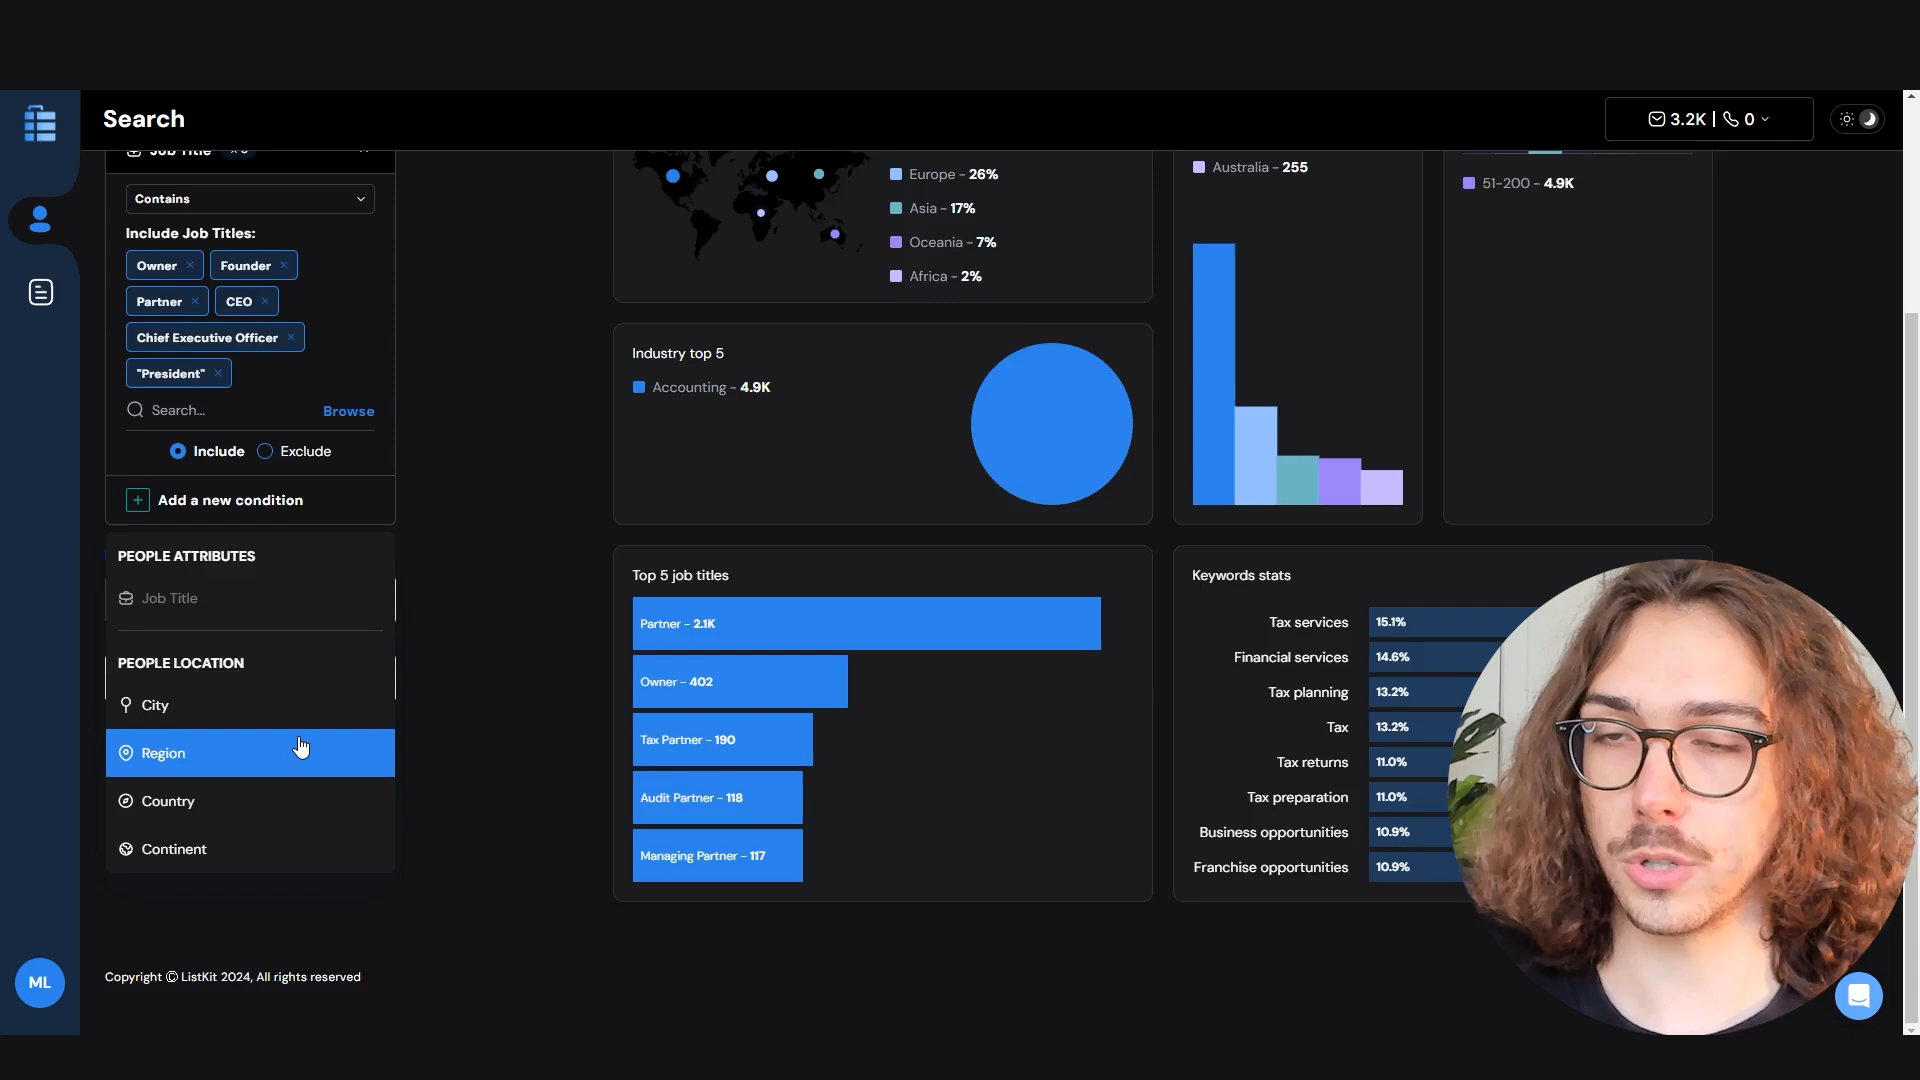 Search
3.2K | 0
Job Title
Contains
Include Job Titles:
Owner ×
Founder ×
Partner ×
CEO ×
Chief Executive Officer ×
"President" ×
Search...
Browse
Include
Exclude
+ Add a new condition
PEOPLE ATTRIBUTES
Job Title
PEOPLE LOCATION
City
Region
Country
Continent
Copyright © ListKit 2024, All rights reserved
ML
Europe - 26%
Asia - 17%
Oceania - 7%
Africa - 2%
Australia - 255
51-200 - 4.9K
Industry top 5
Accounting - 4.9K
Top 5 job titles
Partner - 2.1K
Owner - 402
Tax Partner - 190
Audit Partner - 118
Managing Partner - 117
Keywords stats
Tax services 15.1%
Financial services 14.6%
Tax planning 13.2%
Tax 13.2%
Tax returns 11.0%
Tax preparation 11.0%
Business opportunities 10.9%
Franchise opportunities 10.9%